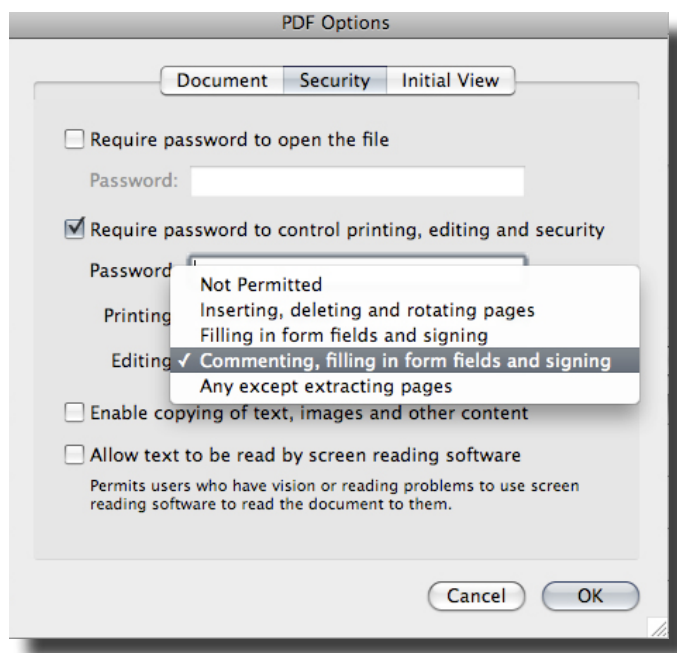 PDF Options
Document Security Initial View
Require password to open the file
Password:
Require password to control printing, editing and security
Password
Not Permitted
Inserting, deleting and rotating pages
Printing
Filling in form fields and signing
Editing ✓ Commenting, filling in form fields and signing
Any except extracting pages
Enable copying of text, images and other content
Allow text to be read by screen reading software
Permits users who have vision or reading problems to use screen
reading software to read the document to them.
Cancel OK